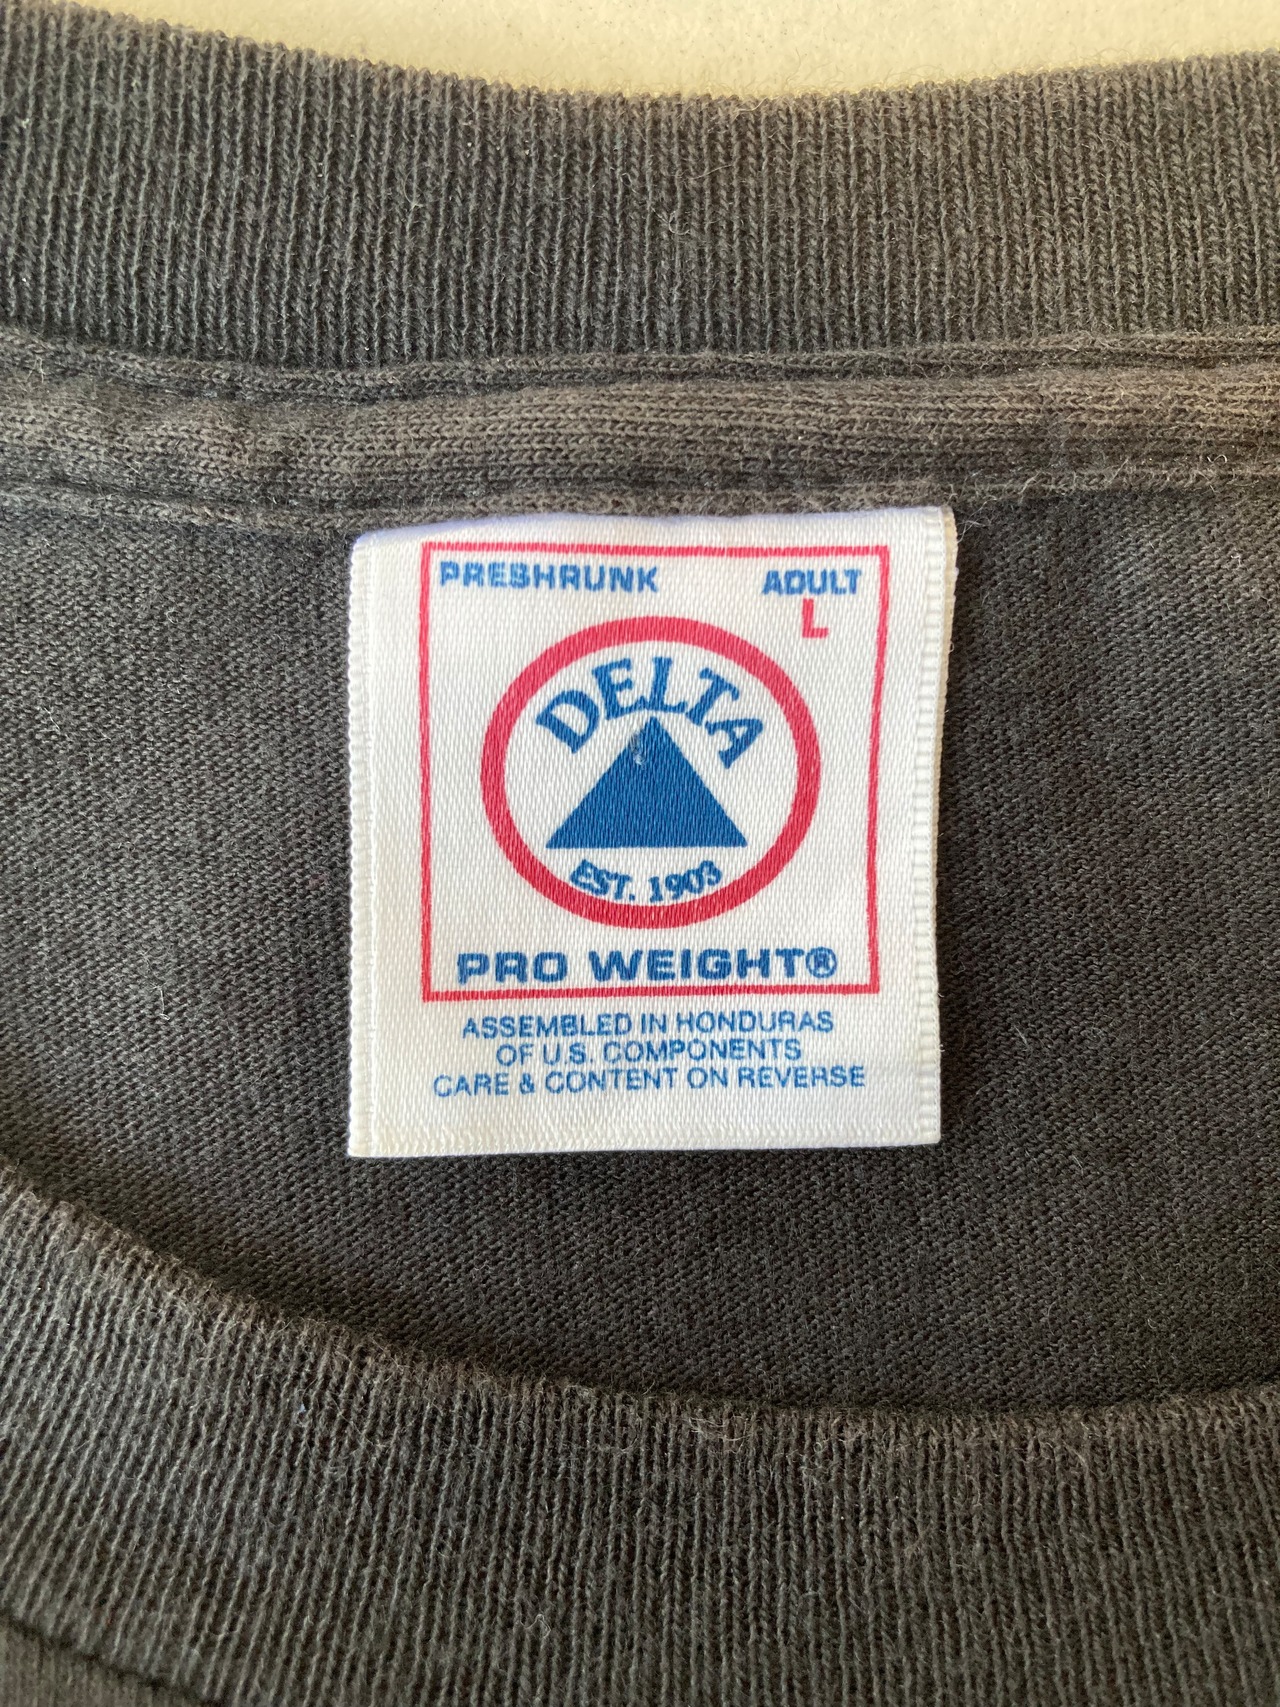 PRESHRUNK ADULT
L
DELTA
EST. 1903
PRO WEIGHT®
ASSEMBLED IN HONDURAS
OF U.S. COMPONENTS
CARE & CONTENT ON REVERSE